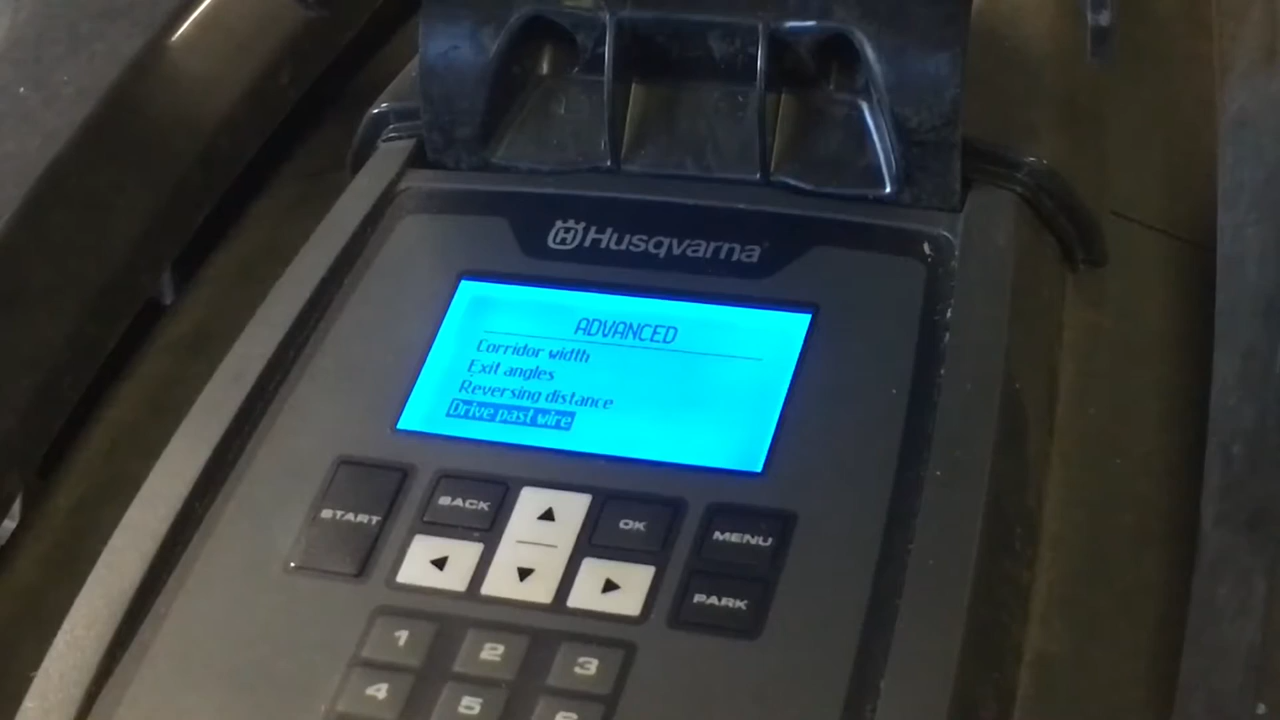 Husqvarna
ADVANCED
Corridor width
Exit angles
Reversing distance
Drive past wire
START
BACK
OK
MENU
PARK
1
2
3
4
5
6